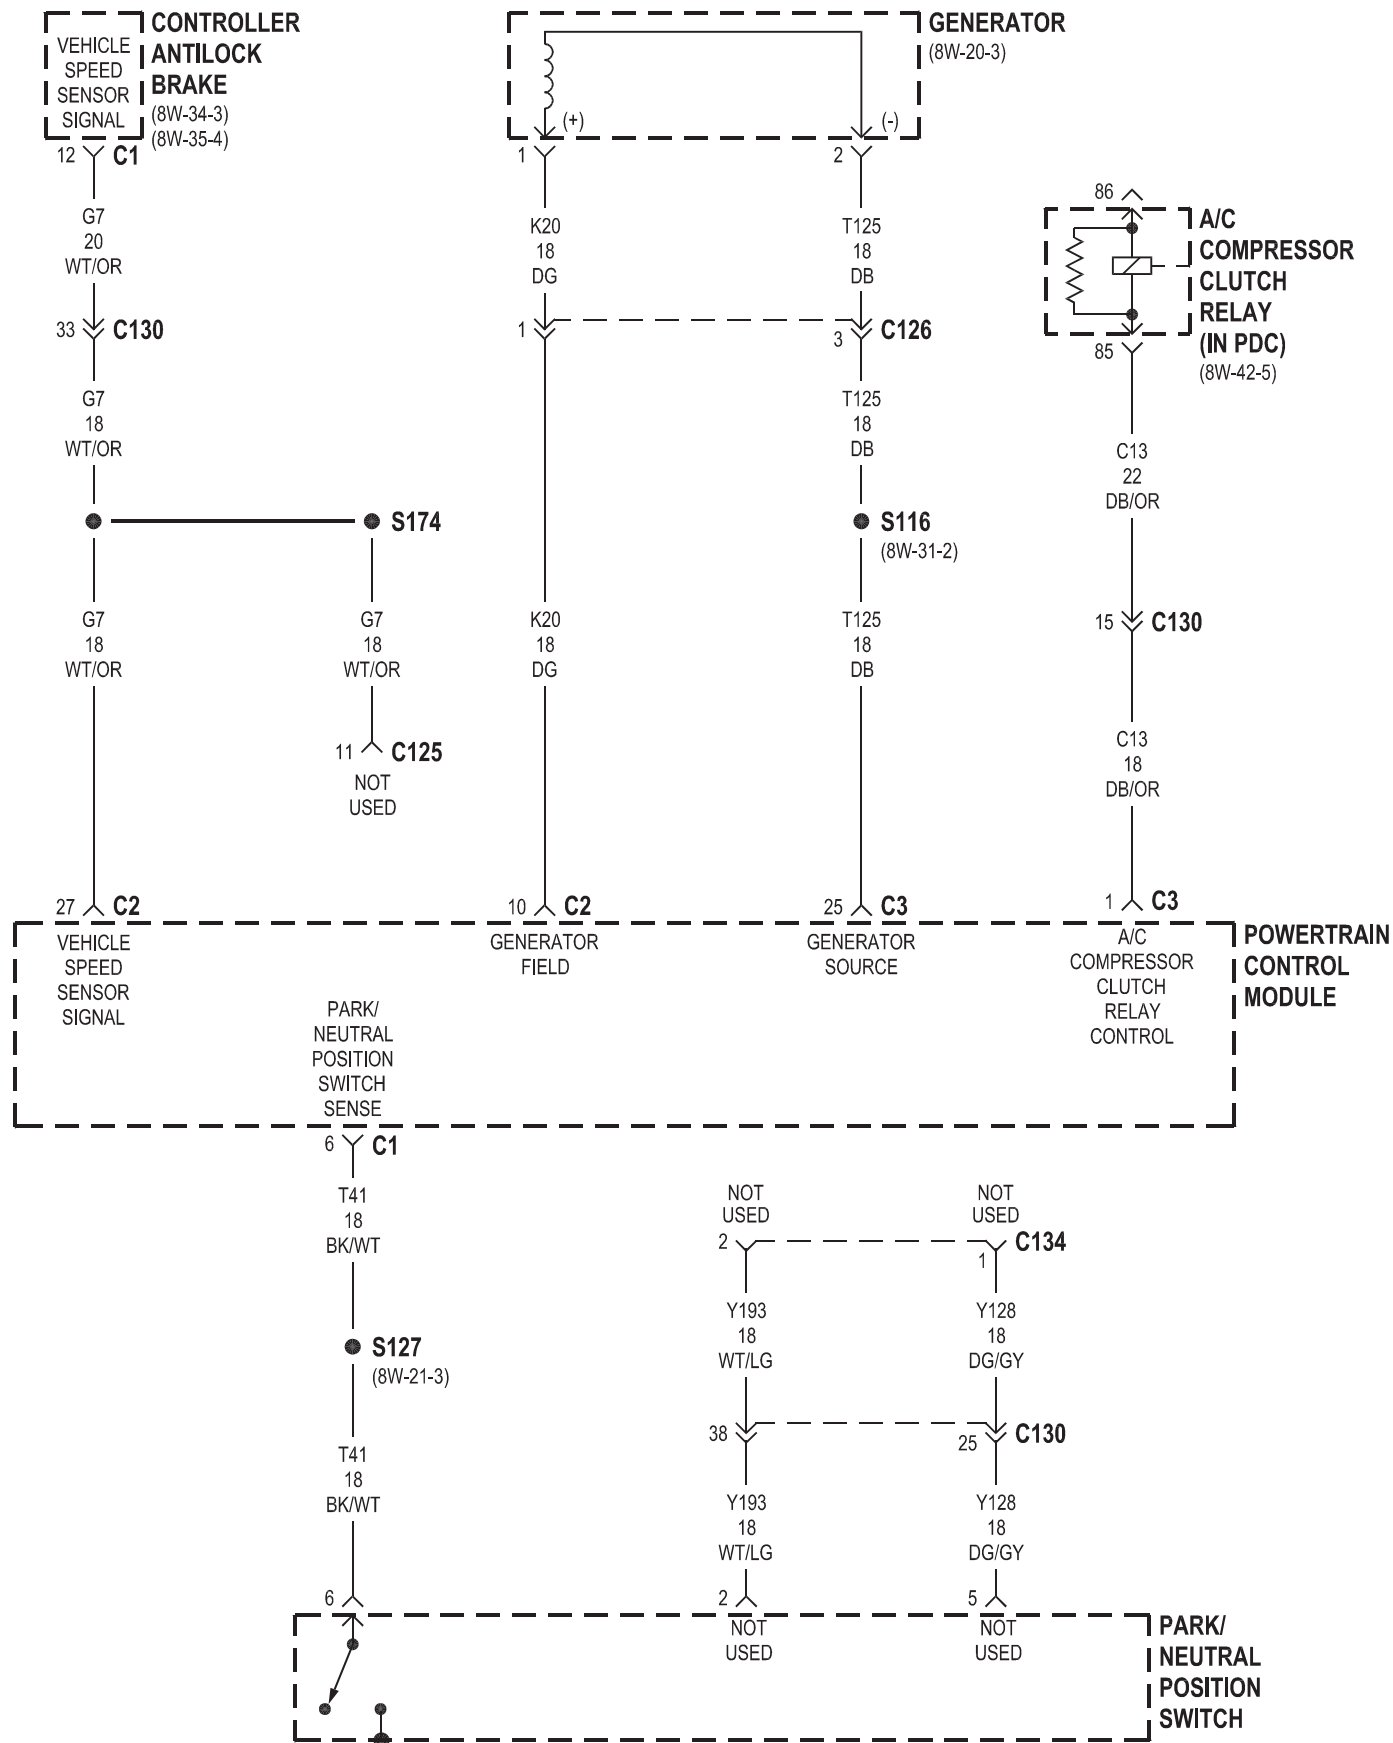 CONTROLLER
ANTILOCK
BRAKE
(8W-34-3)
(8W-35-4)
VEHICLE
SPEED
SENSOR
SIGNAL
12
C1
G7
20
WT/OR
33
C130
G7
18
WT/OR
S174
G7
18
WT/OR
G7
18
WT/OR
11
C125
NOT
USED
27
C2
GENERATOR
(8W-20-3)
(+)
(-)
1
2
K20
18
DG
T125
18
DB
1
3
C126
T125
18
DB
S116
(8W-31-2)
K20
18
DG
T125
18
DB
10
C2
25
C3
86
A/C
COMPRESSOR
CLUTCH
RELAY
(IN PDC)
(8W-42-5)
85
C13
22
DB/OR
15
C130
C13
18
DB/OR
1
C3
POWERTRAIN
CONTROL
MODULE
VEHICLE
SPEED
SENSOR
SIGNAL
GENERATOR
FIELD
GENERATOR
SOURCE
A/C
COMPRESSOR
CLUTCH
RELAY
CONTROL
PARK/
NEUTRAL
POSITION
SWITCH
SENSE
6
C1
T41
18
BK/WT
S127
(8W-21-3)
T41
18
BK/WT
6
NOT
USED
NOT
USED
2
1
C134
Y193
18
WT/LG
Y128
18
DG/GY
38
25
C130
Y193
18
WT/LG
Y128
18
DG/GY
2
5
NOT
USED
NOT
USED
PARK/
NEUTRAL
POSITION
SWITCH